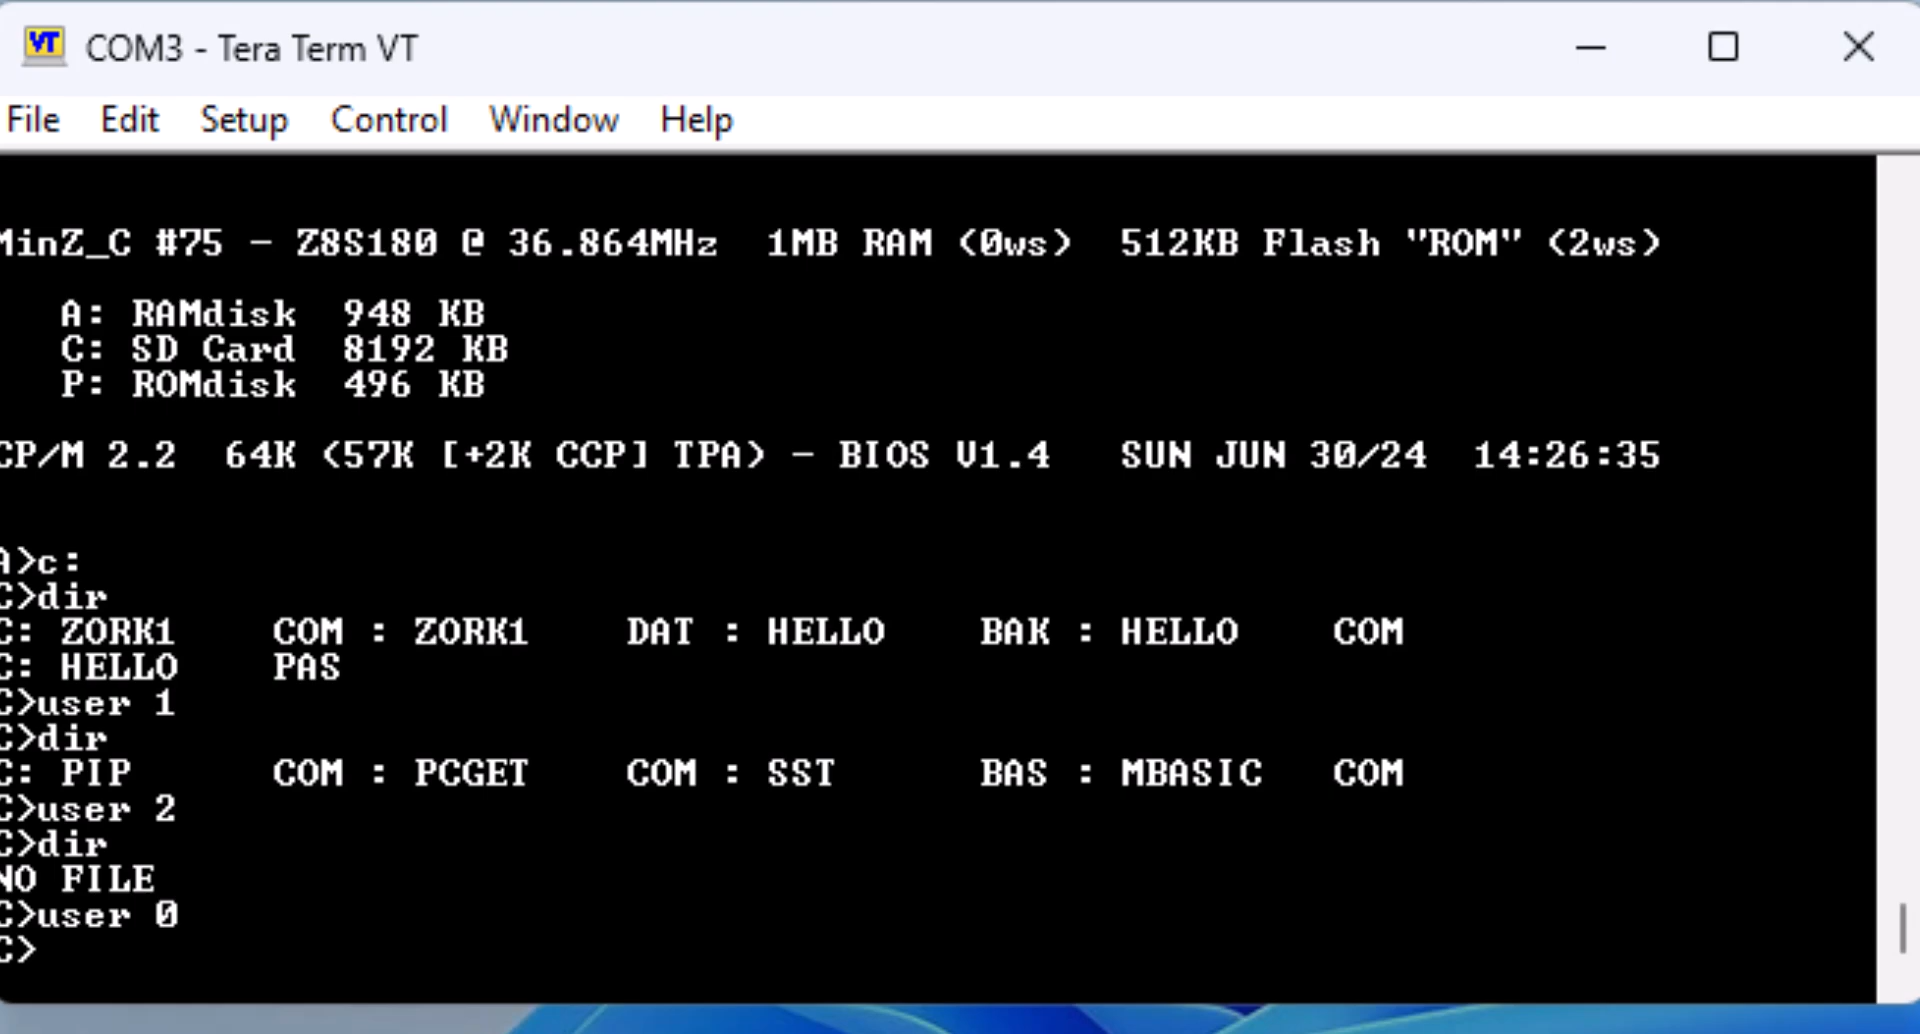 VT COM3 - Tera Term VT
File Edit Setup Control Window Help
MinZ_C #75 - Z8S180 @ 36.864MHz 1MB RAM (0ws) 512KB Flash "ROM" (2ws)
A: RAMdisk 948 KB
C: SD Card 8192 KB
P: ROMdisk 496 KB
CP/M 2.2 64K (57K [+2K CCP] TPA) - BIOS V1.4 SUN JUN 30/24 14:26:35
A>c:
C>dir
C: ZORK1 COM : ZORK1 DAT : HELLO BAK : HELLO COM
C: HELLO PAS
C>user 1
C>dir
C: PIP COM : PCGET COM : SST BAS : MBASIC COM
C>user 2
C>dir
NO FILE
C>user 0
C>